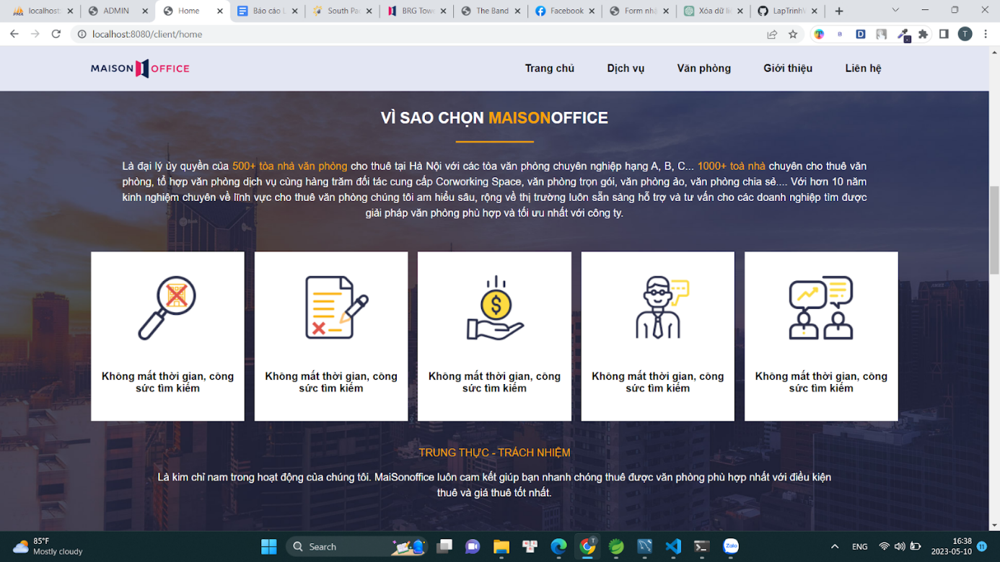 localhost:
ADMIN
Home
Báo cáo L
South Pa
BRG Tow
The Band
Facebook
Form nhậ
Xóa dữ li
LapTrinhW
localhost:8080/client/home
T
MAISON OFFICE
Trang chủ
Dịch vụ
Văn phòng
Giới thiệu
Liên hệ
VÌ SAO CHỌN MAISONOFFICE
Là đại lý ủy quyền của 500+ tòa nhà văn phòng cho thuê tại Hà Nội với các tòa văn phòng chuyên nghiệp hạng A, B, C... 1000+ toà nhà chuyên cho thuê văn
phòng, tổ hợp văn phòng dịch vụ cùng hàng trăm đối tác cung cấp Corworking Space, văn phòng trọn gói, văn phòng ảo, văn phòng chia sẻ.... Với hơn 10 năm
kinh nghiệm chuyên về lĩnh vực cho thuê văn phòng chúng tôi am hiểu sâu, rộng về thị trường luôn sẵn sàng hỗ trợ và tư vấn cho các doanh nghiệp tìm được
giải pháp văn phòng phù hợp và tối ưu nhất với công ty.
Không mất thời gian, công
sức tìm kiếm
Không mất thời gian, công
sức tìm kiếm
Không mất thời gian, công
sức tìm kiếm
Không mất thời gian, công
sức tìm kiếm
Không mất thời gian, công
sức tìm kiếm
TRUNG THỰC - TRÁCH NHIỆM
Là kim chỉ nam trong hoạt động của chúng tôi. MaiSonoffice luôn cam kết giúp bạn nhanh chóng thuê được văn phòng phù hợp nhất với điều kiện
thuê và giá thuê tốt nhất.
85°F
Mostly cloudy
Search
Zalo
ENG
16:38
2023-05-10
11